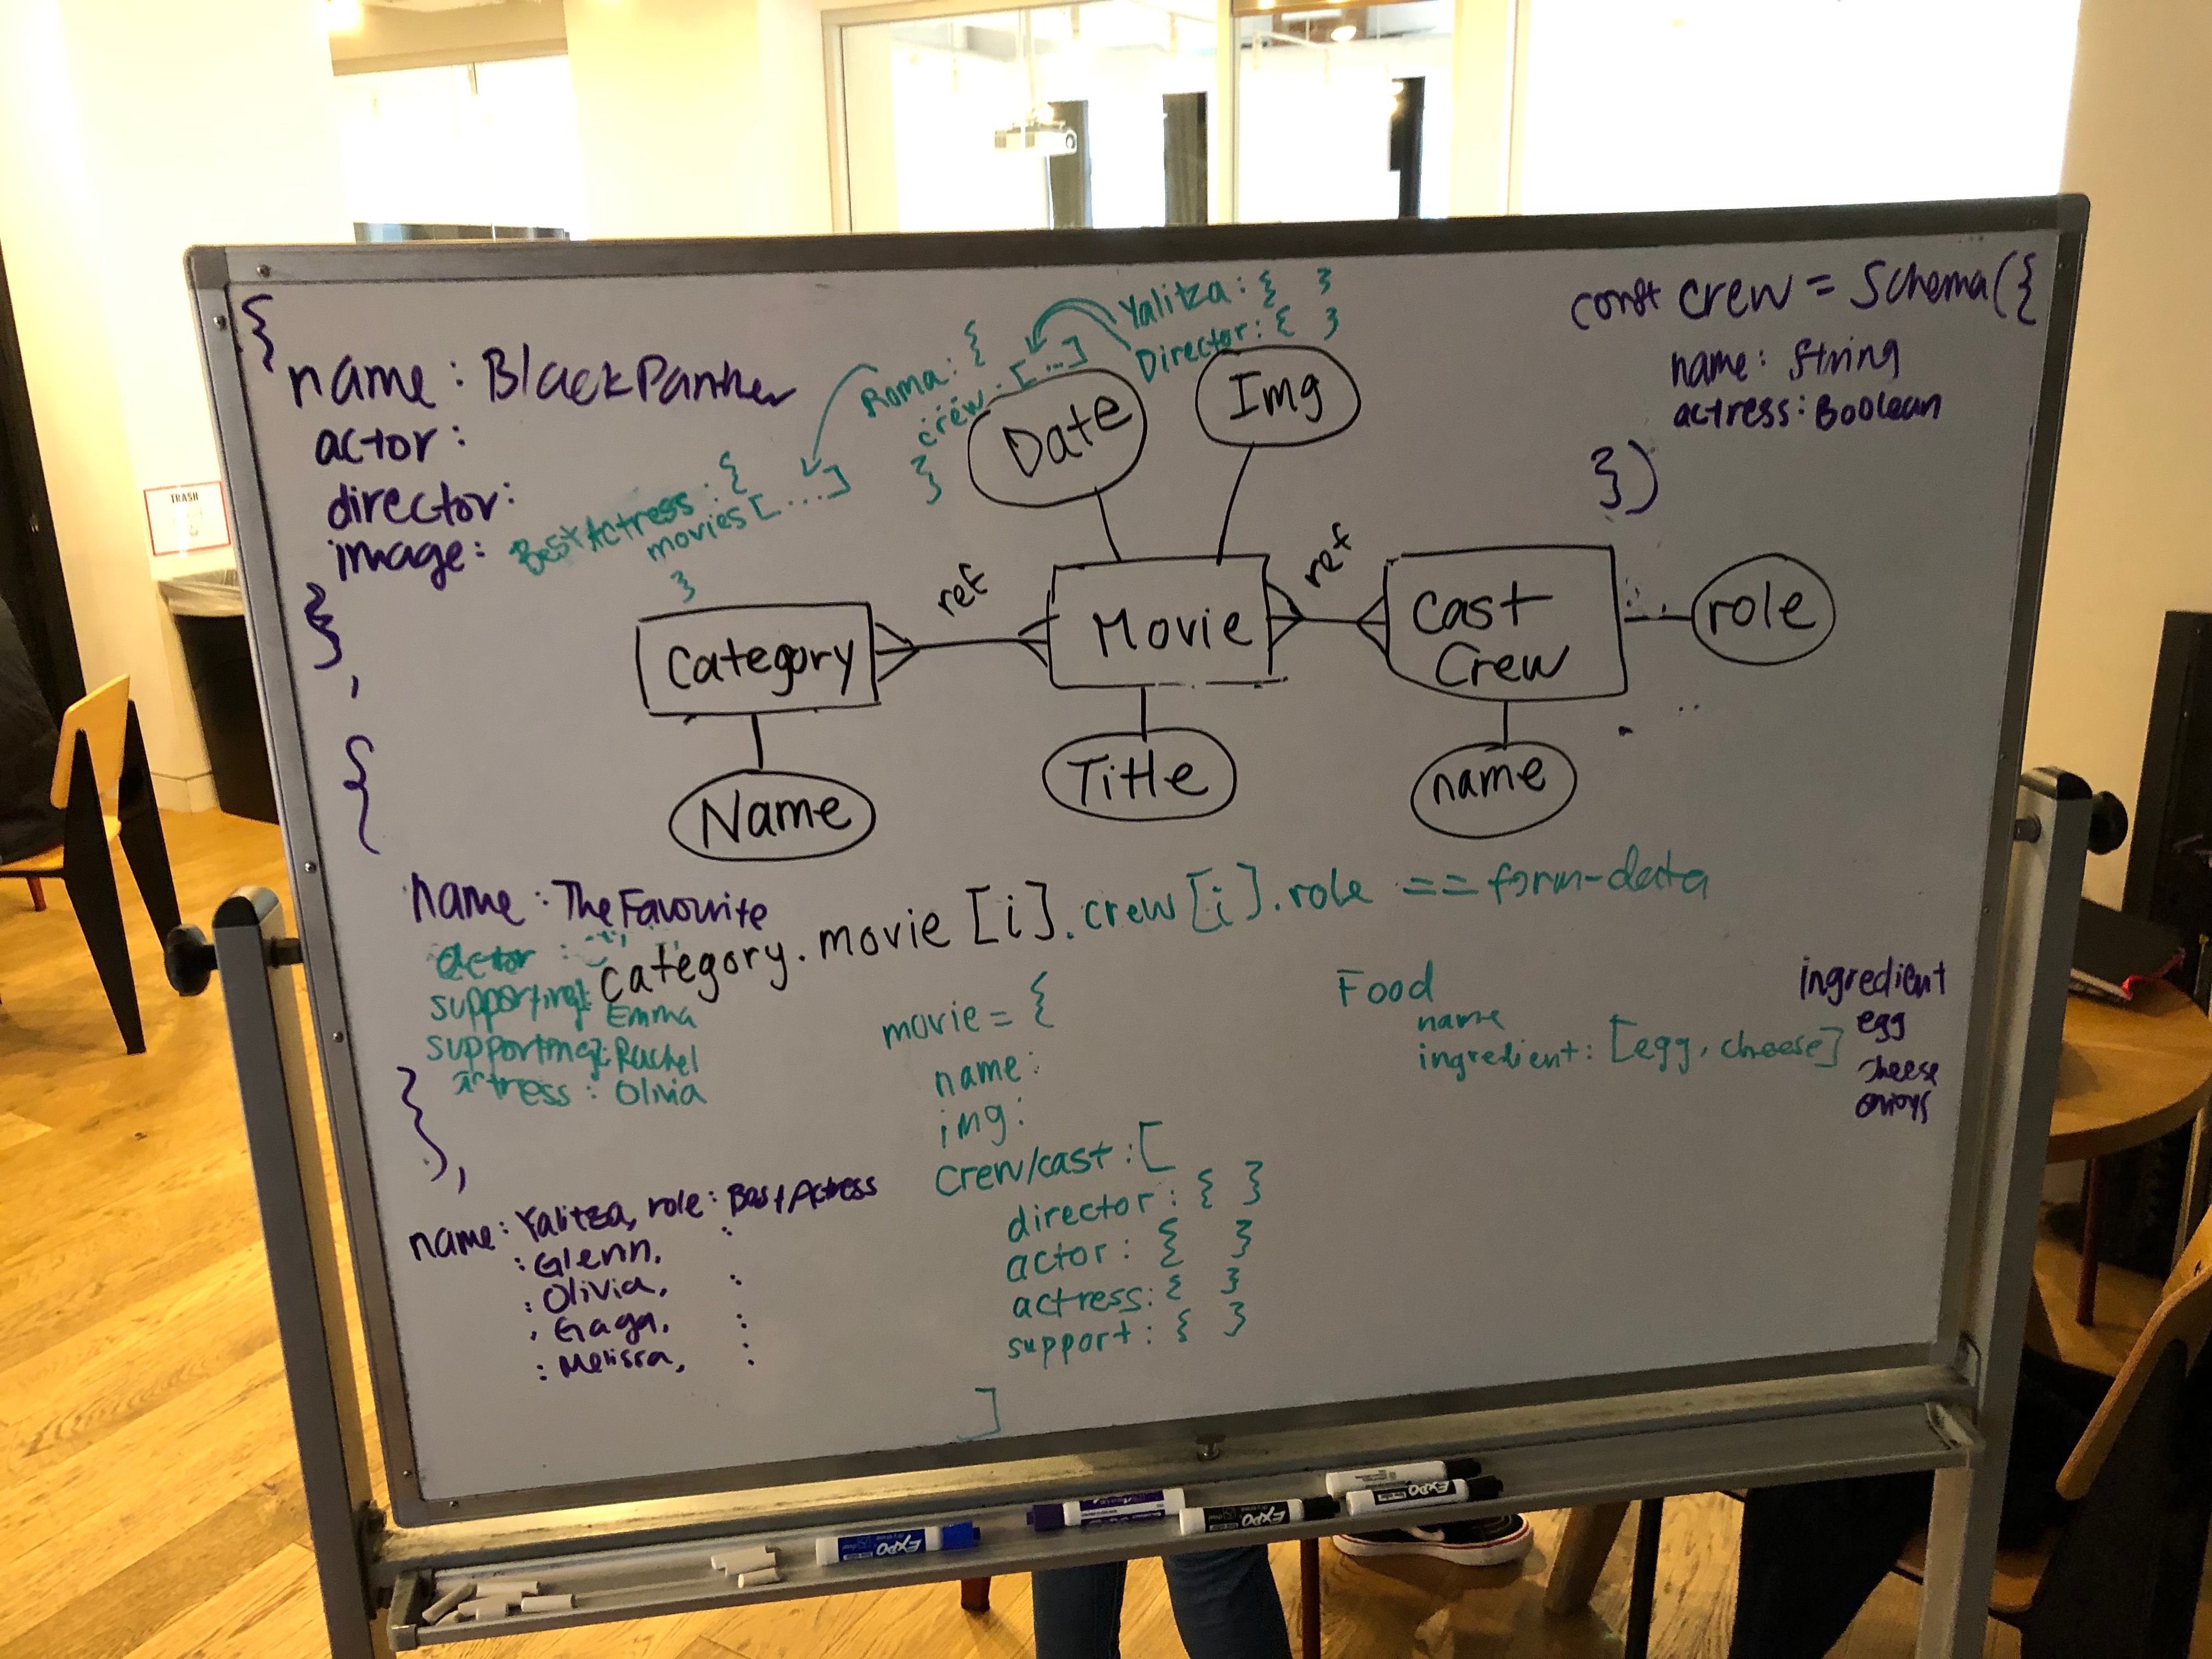 {
name : BlackPanther
actor :
director:
image:
},
Best Actress : {
movies [ .... ]
}
Roma : {
crew : [ ... ]
}
Yalitza : { }
Director : { }
const crew = Schema({
name: String
actress: Boolean
})
Date
Img
Category
ref
Movie
ref
Cast
Crew
role
Name
Title
name
{
name : The Favourite
actor :
supporting: Emma
supporting: Rachel
actress : Olivia
},
category.movie [i].crew[i].role == form-data
name : Yalitza, role : Best Actress
: Glenn, :
: Olivia, :
: Gaga, :
: Melissa, :
movie = {
name:
img:
crew/cast : [
director : { }
actor : { }
actress : { }
support : { }
]
Food
name
ingredient : [egg, cheese]
ingredient
egg
cheese
TRASH
EXPO
EXPO
EXPO